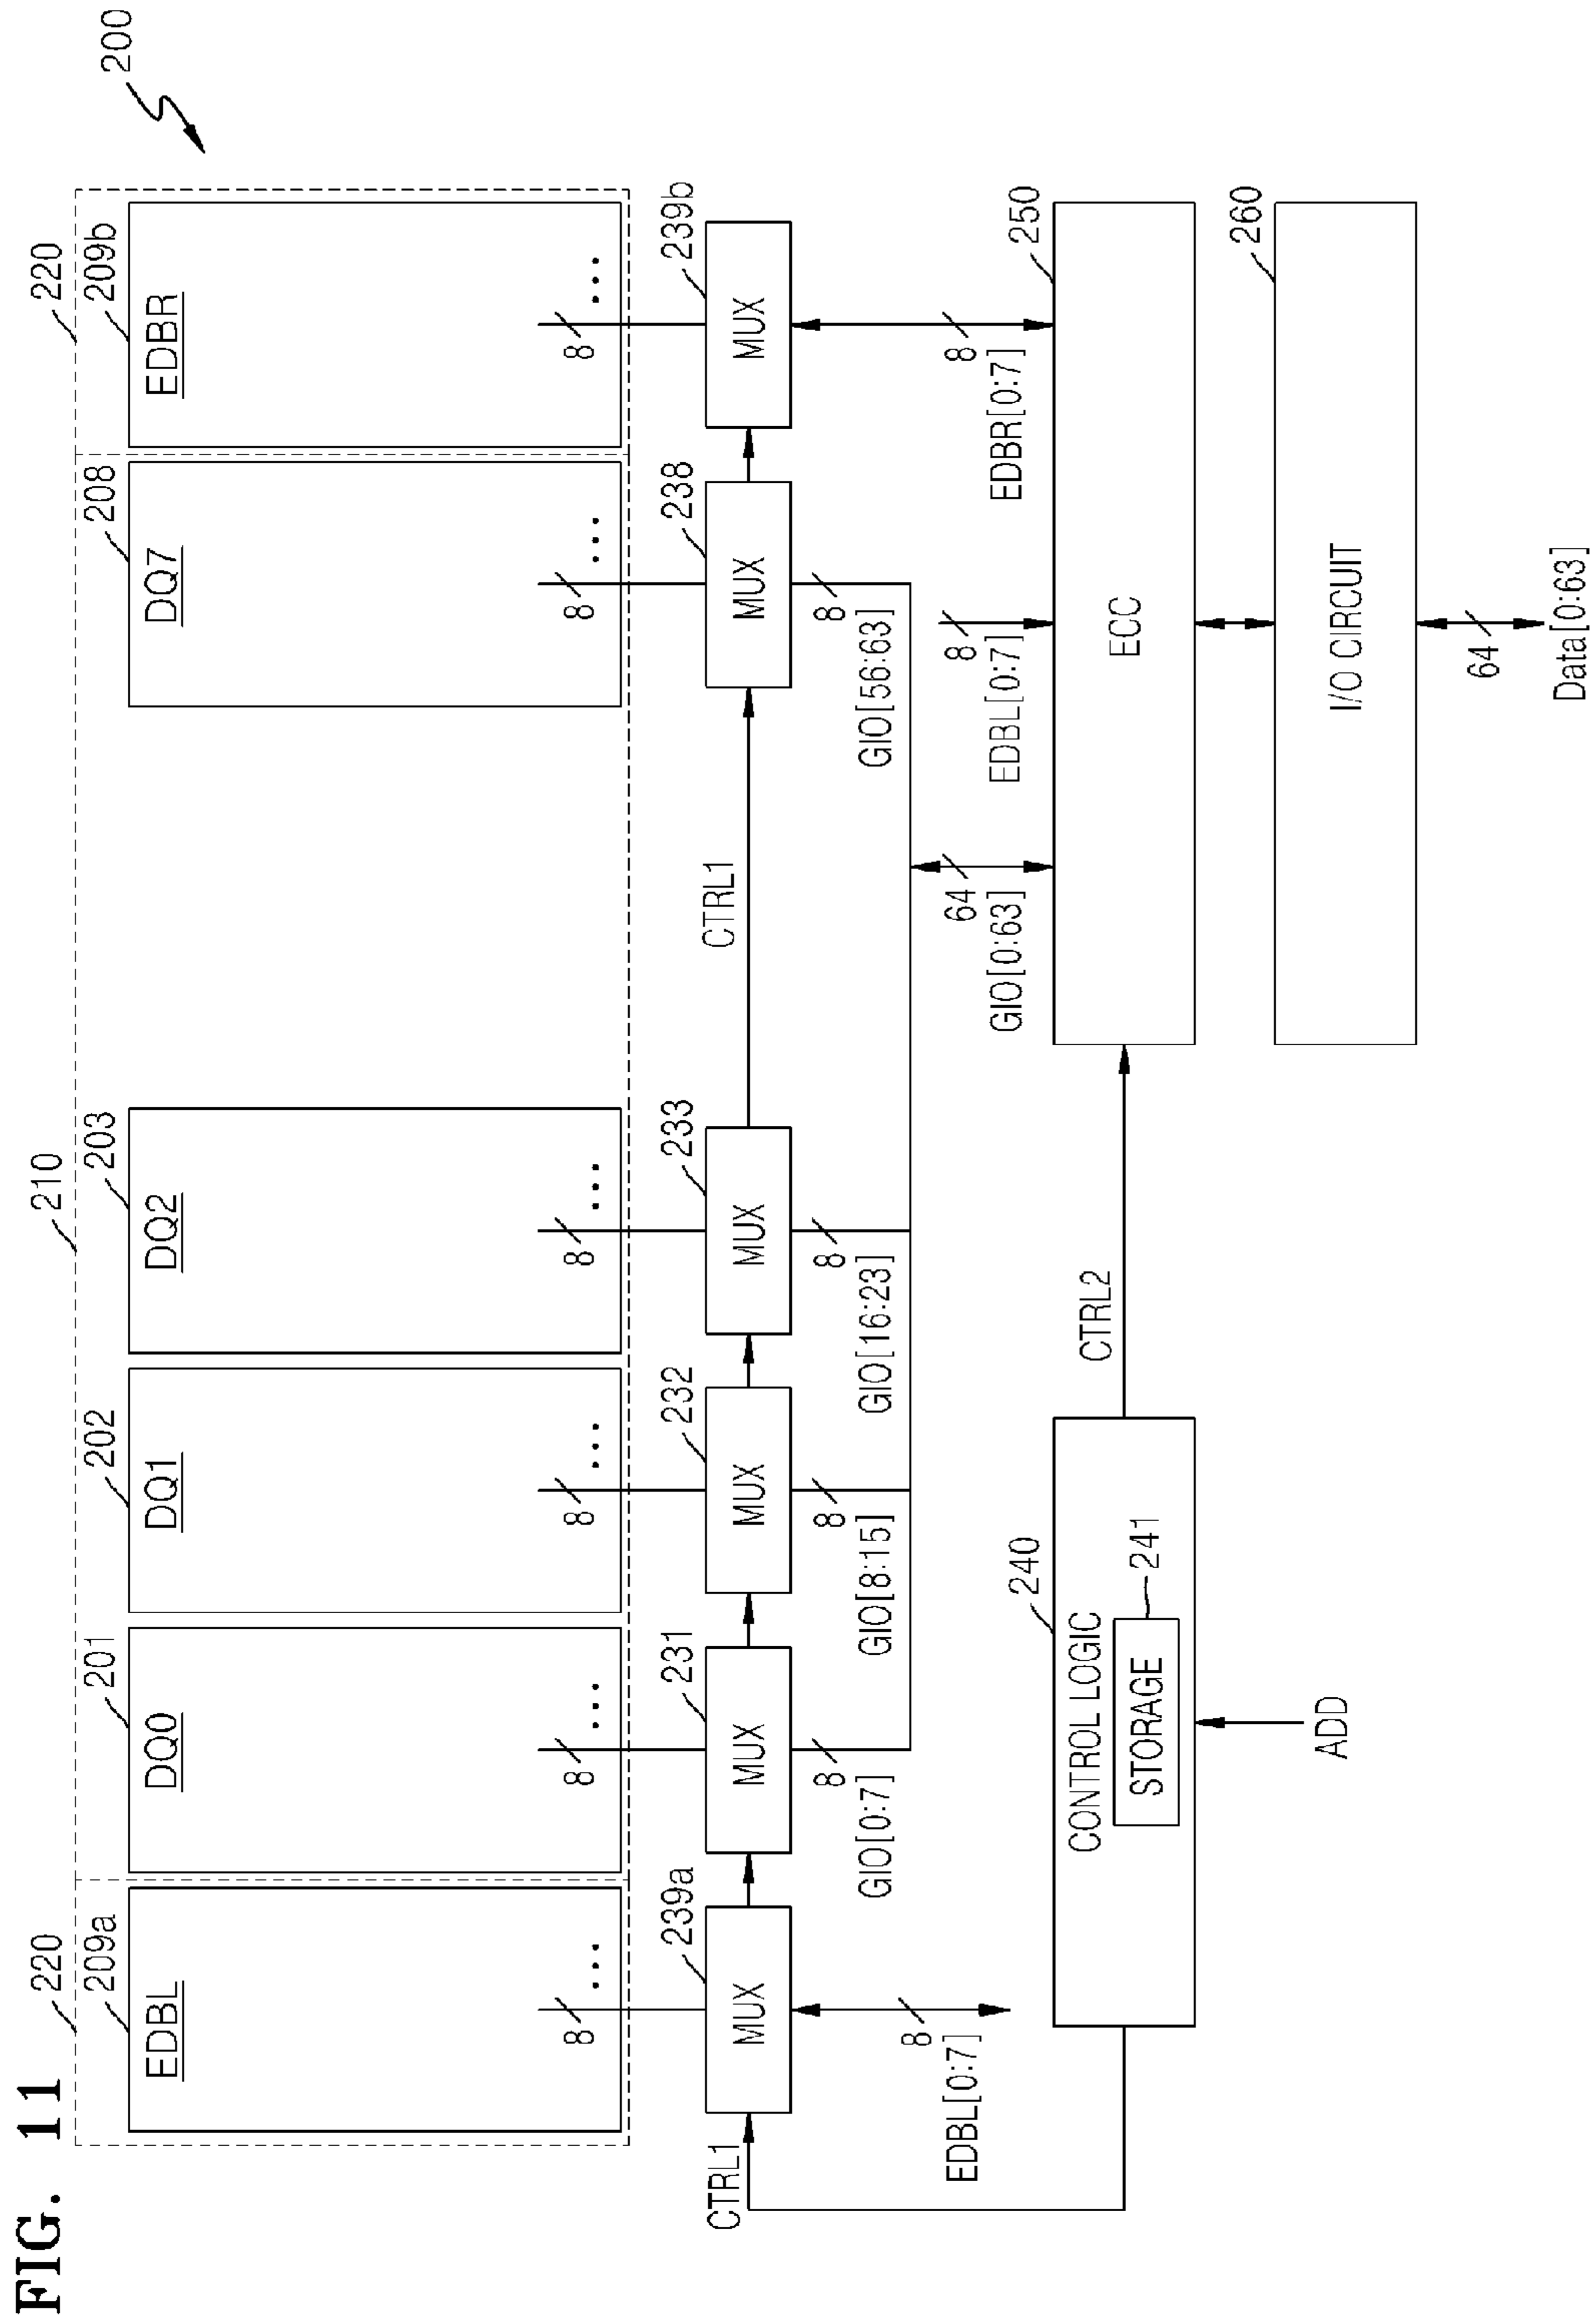 FIG. 11
200
220
210
220
209a
201
202
203
208
209b
EDBL
DQ0
DQ1
DQ2
DQ7
EDBR
8
8
8
8
8
8
...
...
...
...
...
...
239a
231
232
233
238
239b
CTRL1
MUX
MUX
MUX
MUX
CTRL1
MUX
MUX
8
8
8
8
8
GIO[0:7]
GIO[8:15]
GIO[16:23]
GIO[56:63]
EDBL[0:7]
64
GIO[0:63]
8
EDBL[0:7]
8
EDBR[0:7]
240
CONTROL LOGIC
STORAGE
241
ADD
CTRL2
250
ECC
260
I/O CIRCUIT
64
Data[0:63]